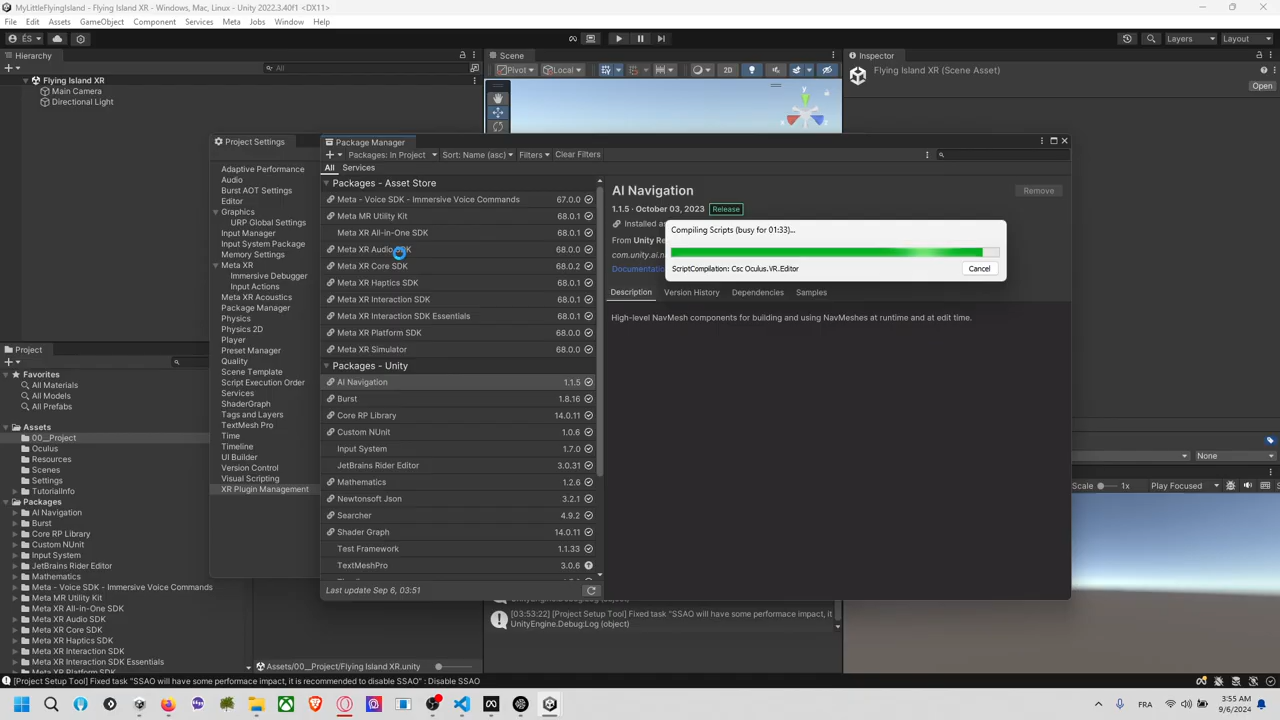 MyLittleFlyingIsland - Flying Island XR - Windows, Mac, Linux - Unity 2022.3.40f1 <DX11>
File Edit Assets GameObject Component Services Meta Jobs Window Help
ÉS
Layers Layout
Hierarchy
All
Flying Island XR
Main Camera
Directional Light
Scene
Pivot Local 2D
y
Inspector
Flying Island XR (Scene Asset)
Open
Project Settings
Adaptive Performance
Audio
Burst AOT Settings
Editor
Graphics
URP Global Settings
Input Manager
Input System Package
Memory Settings
Meta XR
Immersive Debugger
Input Actions
Meta XR Acoustics
Package Manager
Physics
Physics 2D
Player
Preset Manager
Quality
Scene Template
Script Execution Order
Services
ShaderGraph
Tags and Layers
TextMesh Pro
Time
Timeline
UI Builder
Version Control
Visual Scripting
XR Plugin Management
Package Manager
Packages: In Project Sort: Name (asc) Filters Clear Filters
All Services
Packages - Asset Store
Meta - Voice SDK - Immersive Voice Commands 67.0.0
Meta MR Utility Kit 68.0.1
Meta XR All-in-One SDK 68.0.1
Meta XR Audio SDK 68.0.0
Meta XR Core SDK 68.0.2
Meta XR Haptics SDK 68.0.1
Meta XR Interaction SDK 68.0.1
Meta XR Interaction SDK Essentials 68.0.1
Meta XR Platform SDK 68.0.0
Meta XR Simulator 68.0.0
Packages - Unity
AI Navigation 1.1.5
Burst 1.8.16
Core RP Library 14.0.11
Custom NUnit 1.0.6
Input System 1.7.0
JetBrains Rider Editor 3.0.31
Mathematics 1.2.6
Newtonsoft Json 3.2.1
Searcher 4.9.2
Shader Graph 14.0.11
Test Framework 1.1.33
TextMeshPro 3.0.6
Last update Sep 6, 03:51
AI Navigation
Remove
1.1.5 · October 03, 2023 Release
Installed as
From Unity Re
com.unity.ai.n
Documentatio
Description Version History Dependencies Samples
High-level NavMesh components for building and using NavMeshes at runtime and at edit time.
Compiling Scripts (busy for 01:33)...
ScriptCompilation: Csc Oculus.VR.Editor
Cancel
None
Scale 1x Play Focused
Project
Favorites
All Materials
All Models
All Prefabs
Assets
00__Project
Oculus
Resources
Scenes
Settings
TutorialInfo
Packages
AI Navigation
Burst
Core RP Library
Custom NUnit
Input System
JetBrains Rider Editor
Mathematics
Meta - Voice SDK - Immersive Voice Commands
Meta MR Utility Kit
Meta XR All-in-One SDK
Meta XR Audio SDK
Meta XR Core SDK
Meta XR Haptics SDK
Meta XR Interaction SDK
Meta XR Interaction SDK Essentials
Meta XR Platform SDK
Assets/00__Project/Flying Island XR.unity
[03:53:22] [Project Setup Tool] Fixed task "SSAO will have some performace impact, it
UnityEngine.Debug:Log (object)
[Project Setup Tool] Fixed task "SSAO will have some performace impact, it is recommended to disable SSAO" : Disable SSAO
FRA
3:55 AM
9/6/2024